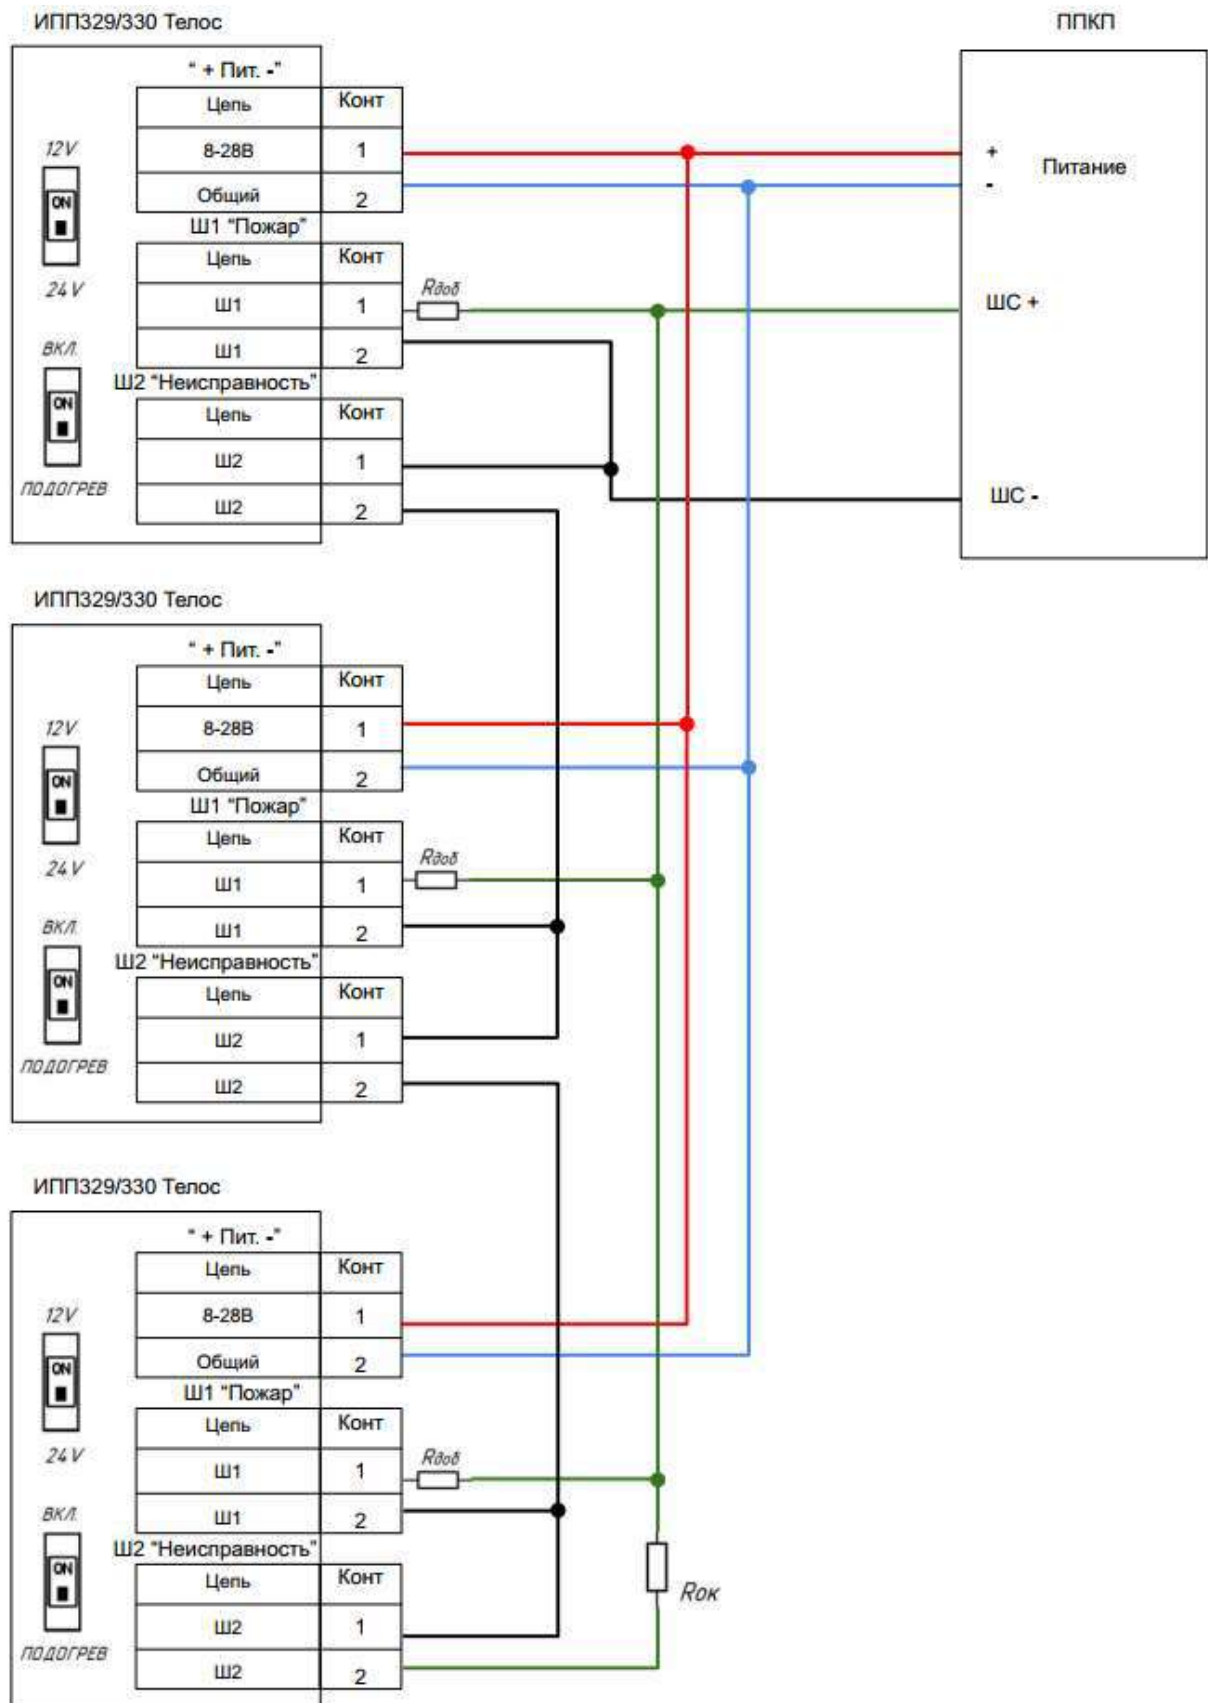 ИПП329/330 Телос
ППКП
" + Пит. -"
Цепь Конт
12V
8-28В 1
Общий 2
ON
24V
Ш1 "Пожар"
Цепь Конт
Ш1 1
Ш1 2
Rдоб
ВКЛ.
ON
ПОДОГРЕВ
Ш2 "Неисправность"
Цепь Конт
Ш2 1
Ш2 2
+
-
Питание
ШС +
ШС -
ИПП329/330 Телос
" + Пит. -"
Цепь Конт
12V
8-28В 1
Общий 2
ON
24V
Ш1 "Пожар"
Цепь Конт
Ш1 1
Ш1 2
Rдоб
ВКЛ.
ON
ПОДОГРЕВ
Ш2 "Неисправность"
Цепь Конт
Ш2 1
Ш2 2
ИПП329/330 Телос
" + Пит. -"
Цепь Конт
12V
8-28В 1
Общий 2
ON
24V
Ш1 "Пожар"
Цепь Конт
Ш1 1
Ш1 2
Rдоб
ВКЛ.
ON
ПОДОГРЕВ
Ш2 "Неисправность"
Цепь Конт
Ш2 1
Ш2 2
Rок